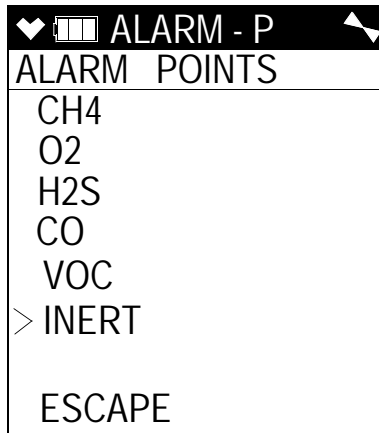 ALARM - P
ALARM POINTS
CH4
O2
H2S
CO
VOC
> INERT
ESCAPE